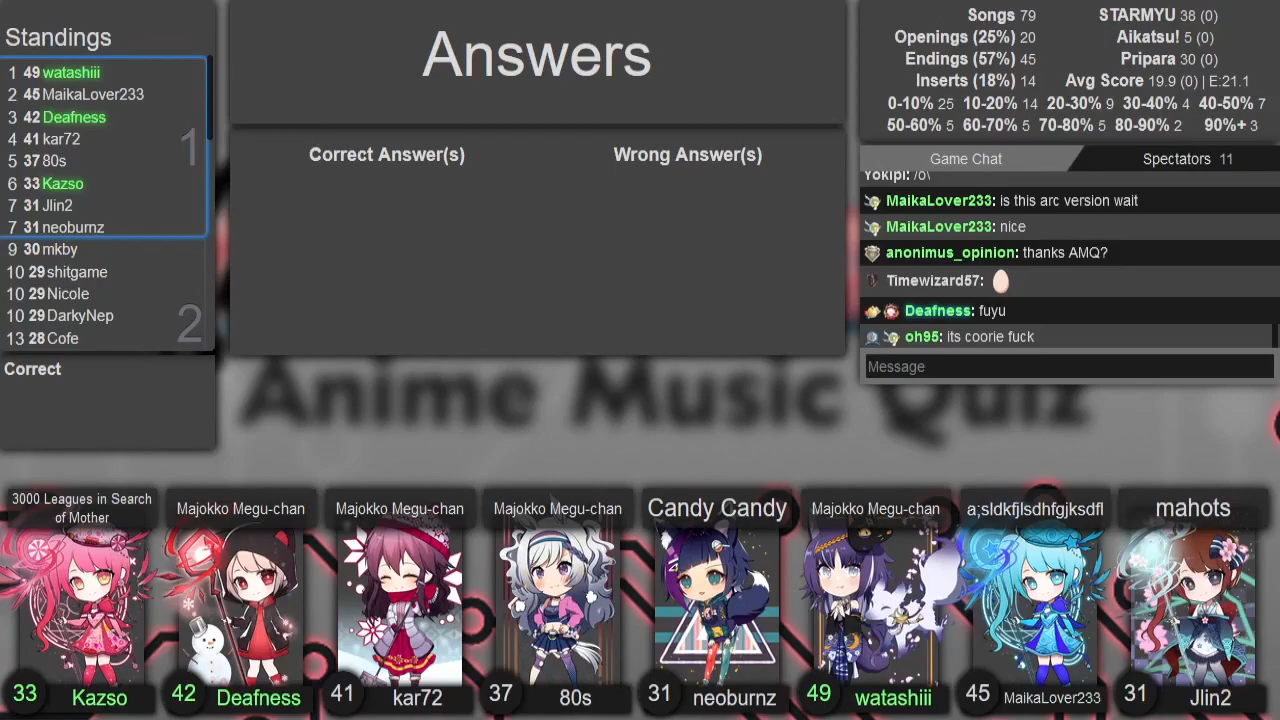 Standings
1 49 watashiii
2 45 MaikaLover233
3 42 Deafness
4 41 kar72
5 37 80s
6 33 Kazso
7 31 Jlin2
7 31 neoburnz
1
9 30 mkby
10 29 shitgame
10 29 Nicole
10 29 DarkyNep
13 28 Cofe
2
Correct
Answers
Correct Answer(s) Wrong Answer(s)
Songs 79 STARMYU 38 (0)
Openings (25%) 20 Aikatsu! 5 (0)
Endings (57%) 45 Pripara 30 (0)
Inserts (18%) 14 Avg Score 19.9 (0) | E:21.1
0-10% 25 10-20% 14 20-30% 9 30-40% 4 40-50% 7
50-60% 5 60-70% 5 70-80% 5 80-90% 2 90%+ 3
Game Chat Spectators 11
Yokipi: /o\
MaikaLover233: is this arc version wait
MaikaLover233: nice
anonimus_opinion: thanks AMQ?
Timewizard57:
Deafness: fuyu
oh95: its coorie fuck
Message
Anime Music Quiz
3000 Leagues in Search
of Mother
Majokko Megu-chan
Majokko Megu-chan
Majokko Megu-chan
Candy Candy
Majokko Megu-chan
a;sldkfjlsdhfgjksdfl
mahots
33 Kazso
42 Deafness
41 kar72
37 80s
31 neoburnz
49 watashiii
45 MaikaLover233
31 Jlin2